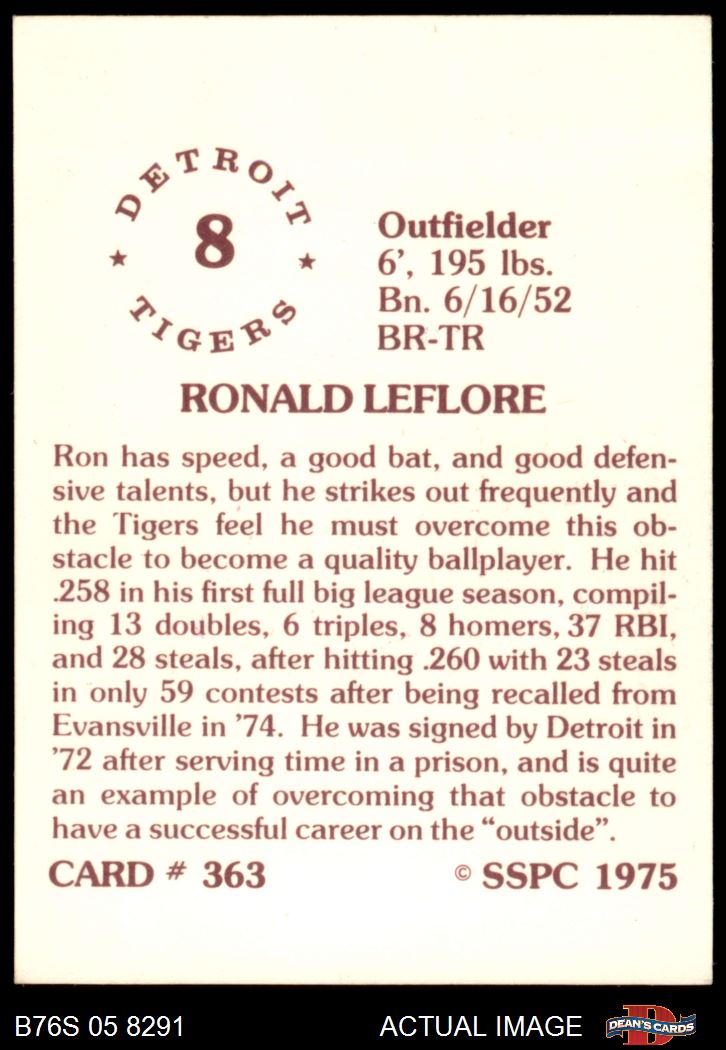 DETROIT
8
TIGERS
Outfielder
6', 195 lbs.
Bn. 6/16/52
BR-TR
RONALD LEFLORE
Ron has speed, a good bat, and good defen-
sive talents, but he strikes out frequently and
the Tigers feel he must overcome this ob-
stacle to become a quality ballplayer. He hit
.258 in his first full big league season, compil-
ing 13 doubles, 6 triples, 8 homers, 37 RBI,
and 28 steals, after hitting .260 with 23 steals
in only 59 contests after being recalled from
Evansville in '74. He was signed by Detroit in
'72 after serving time in a prison, and is quite
an example of overcoming that obstacle to
have a successful career on the "outside".
CARD # 363 © SSPC 1975
B76S 05 8291 ACTUAL IMAGE D DEAN'S CARDS